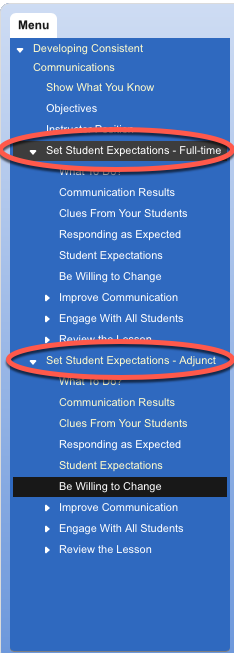 Menu
Developing Consistent
Communications
Show What You Know
Objectives
Instructor Position
Set Student Expectations - Full-time
What To Do?
Communication Results
Clues From Your Students
Responding as Expected
Student Expectations
Be Willing to Change
Improve Communication
Engage With All Students
Review the Lesson
Set Student Expectations - Adjunct
What To Do?
Communication Results
Clues From Your Students
Responding as Expected
Student Expectations
Be Willing to Change
Improve Communication
Engage With All Students
Review the Lesson